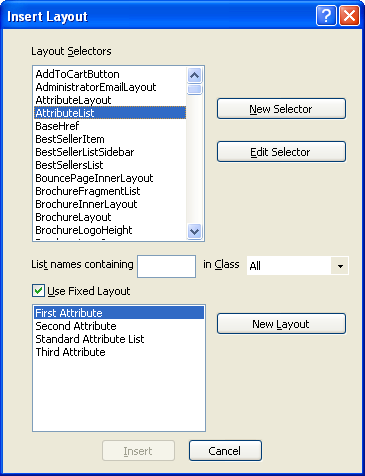 Insert Layout
Layout Selectors
AddToCartButton
AdministratorEmailLayout
AttributeLayout
AttributeList
BaseHref
BestSellerItem
BestSellerListSidebar
BestSellersList
BouncePageInnerLayout
BrochureFragmentList
BrochureInnerLayout
BrochureLayout
BrochureLogoHeight
New Selector
Edit Selector
List names containing
in Class
All
Use Fixed Layout
First Attribute
Second Attribute
Standard Attribute List
Third Attribute
New Layout
Insert
Cancel